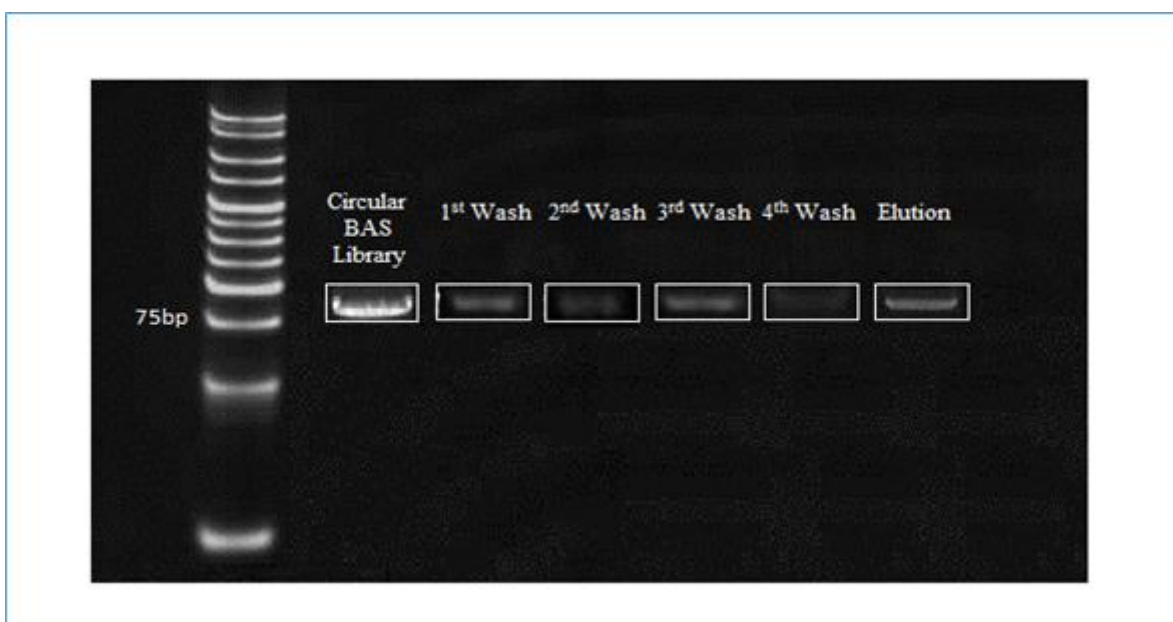 Circular
BAS
Library
1st Wash
2nd Wash
3rd Wash
4th Wash
Elution
75bp